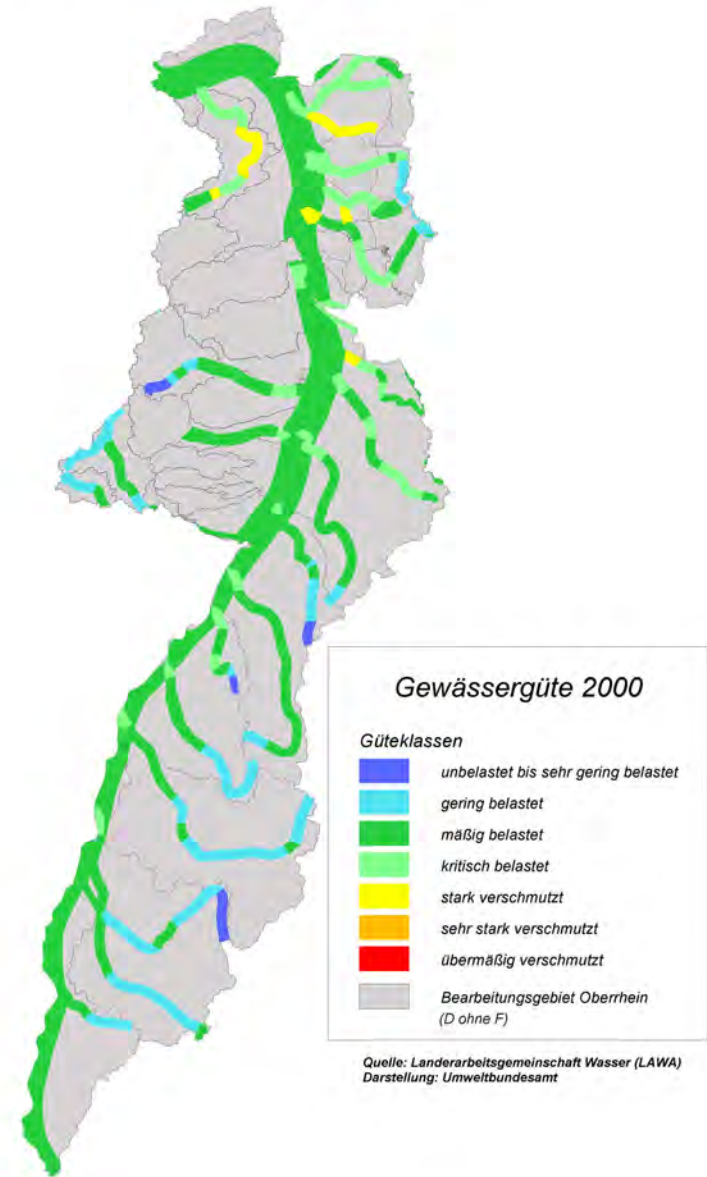 Gewässergüte 2000
Güteklassen
unbelastet bis sehr gering belastet
gering belastet
mäßig belastet
kritisch belastet
stark verschmutzt
sehr stark verschmutzt
übermäßig verschmutzt
Bearbeitungsgebiet Oberrhein
(D ohne F)
Quelle: Landerarbeitsgemeinschaft Wasser (LAWA)
Darstellung: Umweltbundesamt